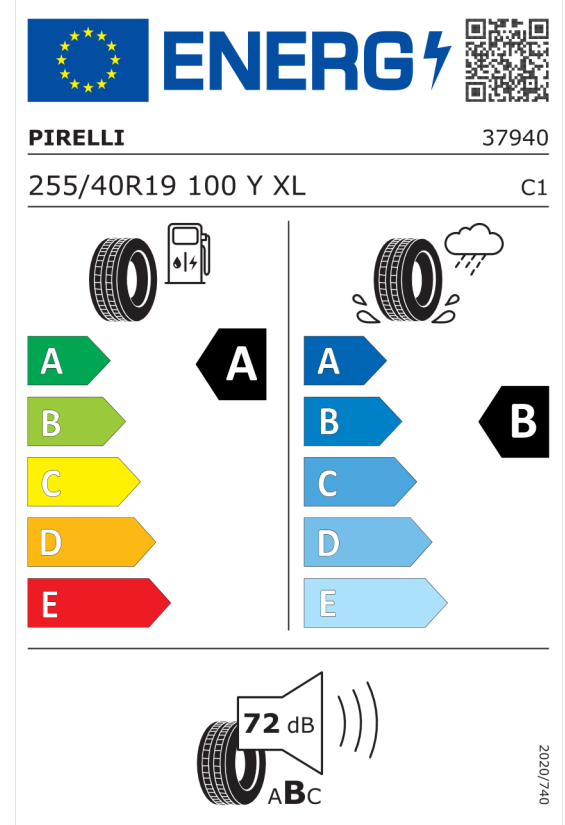 ENERG
PIRELLI 37940
255/40R19 100 Y XL C1
A A A
B B B
C C
D D
E E
72 dB
ABC
2020/740